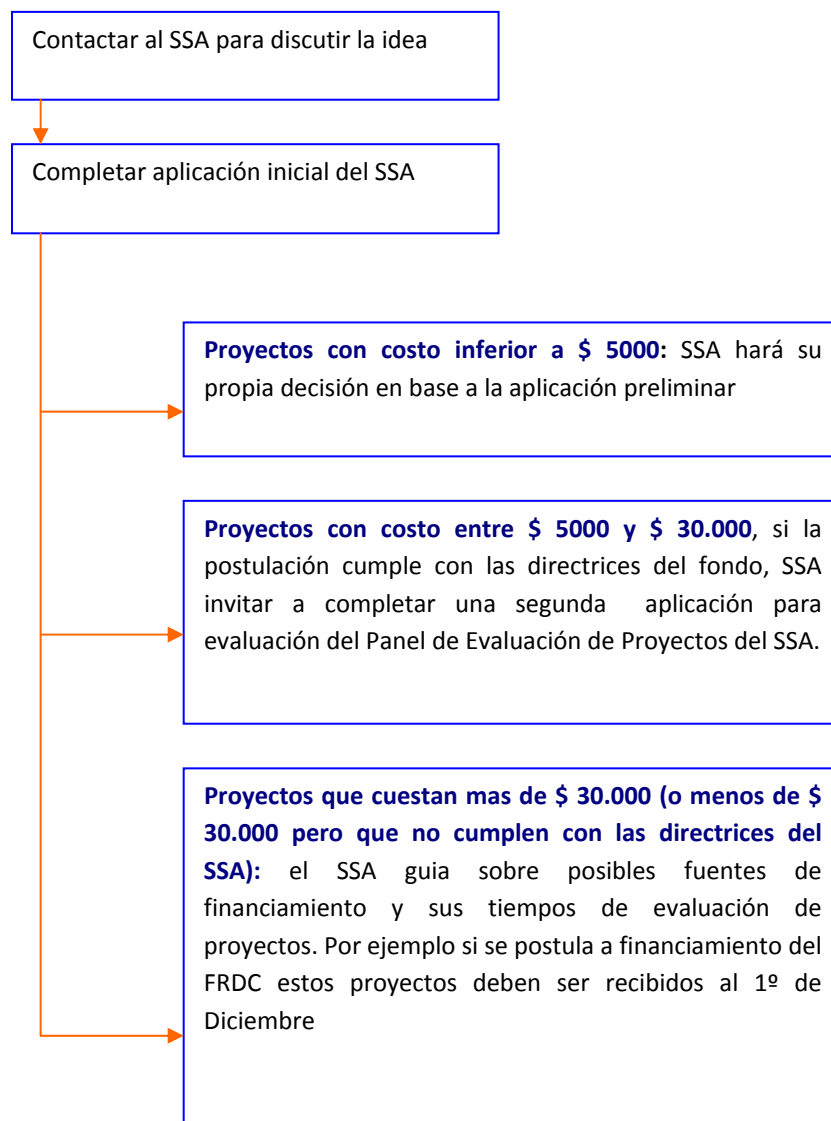 Contactar al SSA para discutir la idea
Completar aplicación inicial del SSA
Proyectos con costo inferior a $ 5000: SSA hará su
propia decisión en base a la aplicación preliminar
Proyectos con costo entre $ 5000 y $ 30.000, si la
postulación cumple con las directrices del fondo, SSA
invitar a completar una segunda aplicación para
evaluación del Panel de Evaluación de Proyectos del SSA.
Proyectos que cuestan mas de $ 30.000 (o menos de $
30.000 pero que no cumplen con las directrices del
SSA): el SSA guia sobre posibles fuentes de
financiamiento y sus tiempos de evaluación de
proyectos. Por ejemplo si se postula a financiamiento del
FRDC estos proyectos deben ser recibidos al 1º de
Diciembre